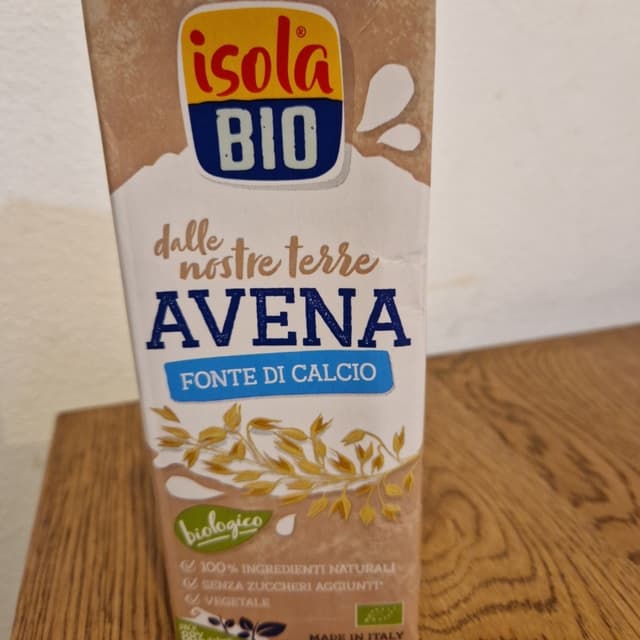 isola®
BIO
dalle
nostre terre
AVENA
FONTE DI CALCIO
biologico
100% INGREDIENTI NATURALI
SENZA ZUCCHERI AGGIUNTI*
VEGETALE
MADE IN ITALY